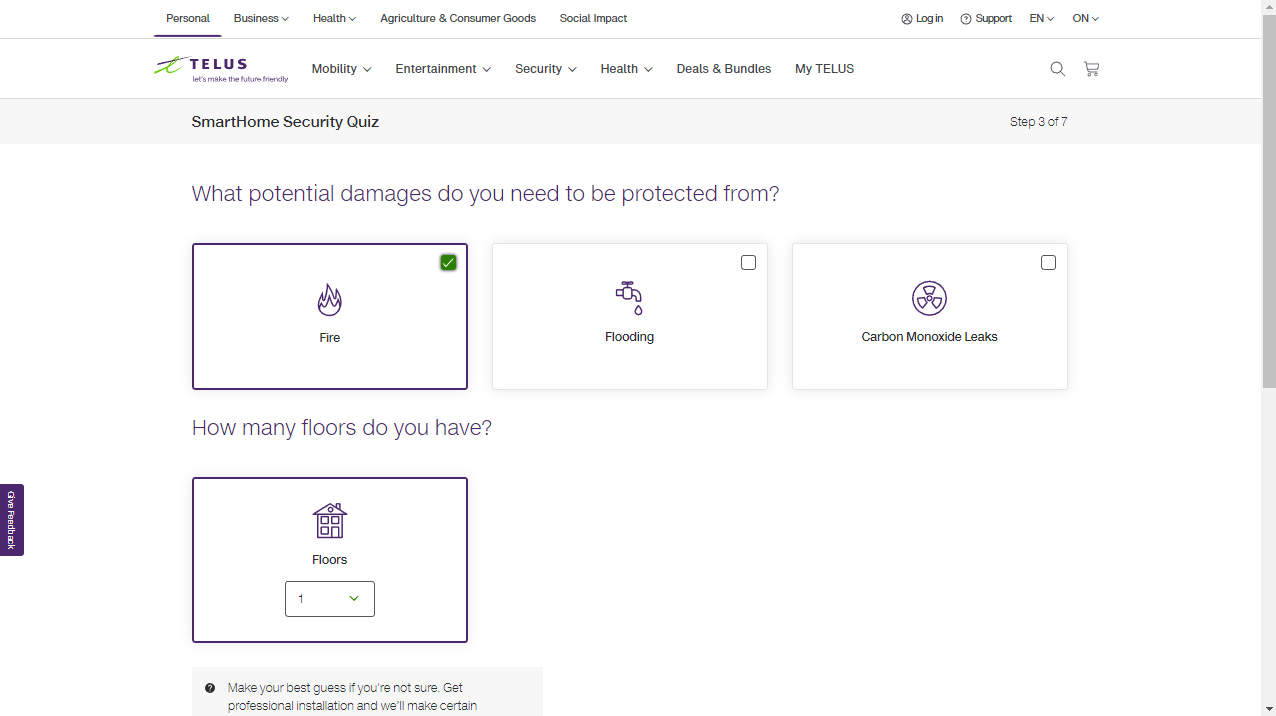 Personal Business Health Agriculture & Consumer Goods Social Impact Log in Support EN ON
TELUS
let's make the future friendly
Mobility Entertainment Security Health Deals & Bundles My TELUS
SmartHome Security Quiz Step 3 of 7
What potential damages do you need to be protected from?
Fire Flooding Carbon Monoxide Leaks
How many floors do you have?
Give Feedback
Floors
1
Make your best guess if you're not sure. Get
professional installation and we'll make certain